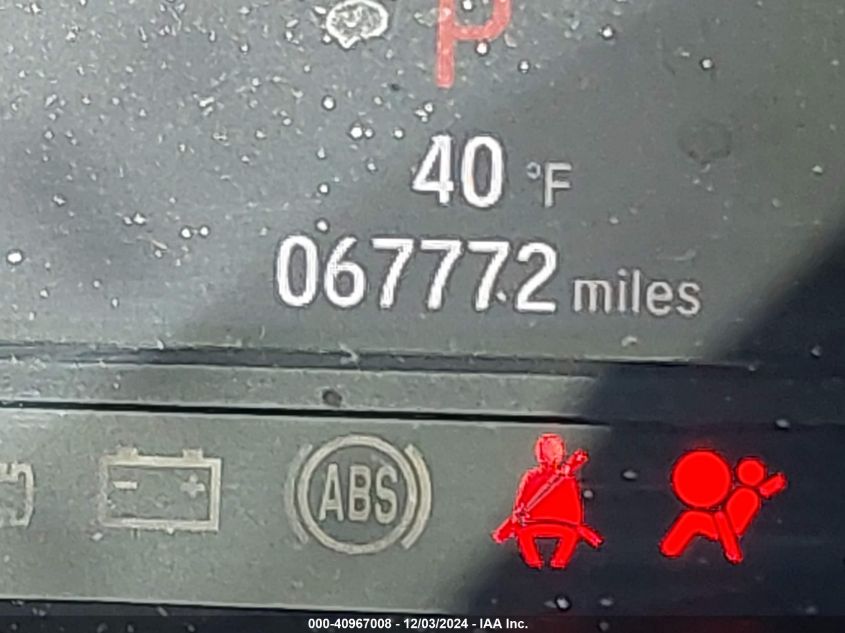 P
40 °F
067772 miles
- +
ABS
000-40967008 - 12/03/2024 - IAA Inc.